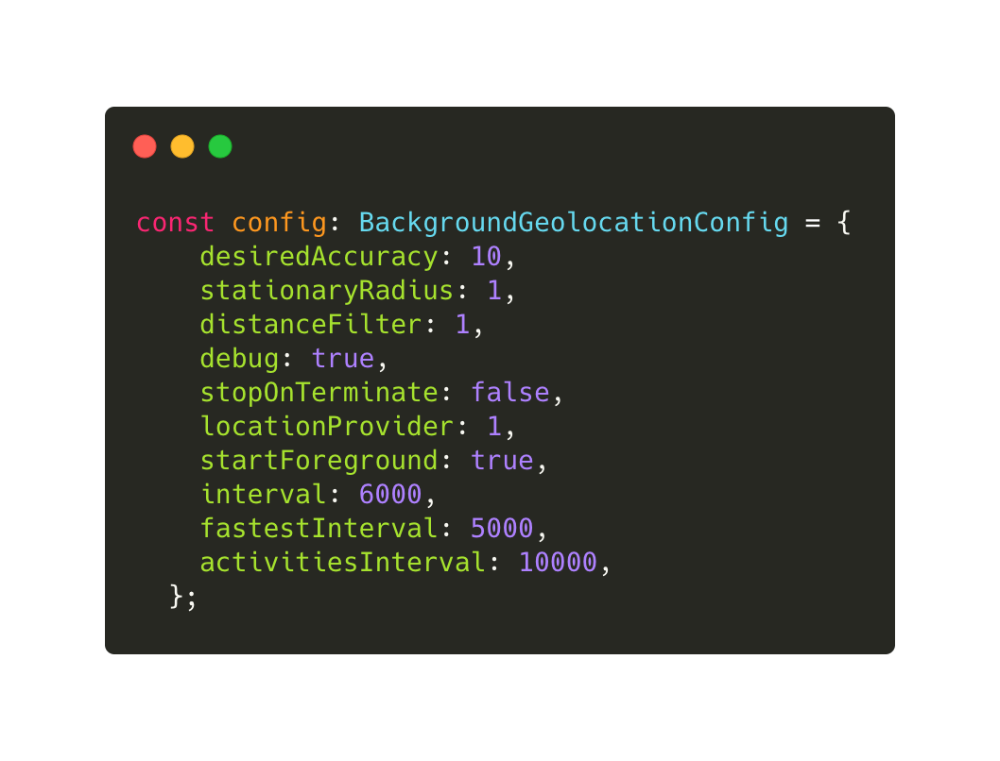 const config: BackgroundGeolocationConfig = {
    desiredAccuracy: 10,
    stationaryRadius: 1,
    distanceFilter: 1,
    debug: true,
    stopOnTerminate: false,
    locationProvider: 1,
    startForeground: true,
    interval: 6000,
    fastestInterval: 5000,
    activitiesInterval: 10000,
  };